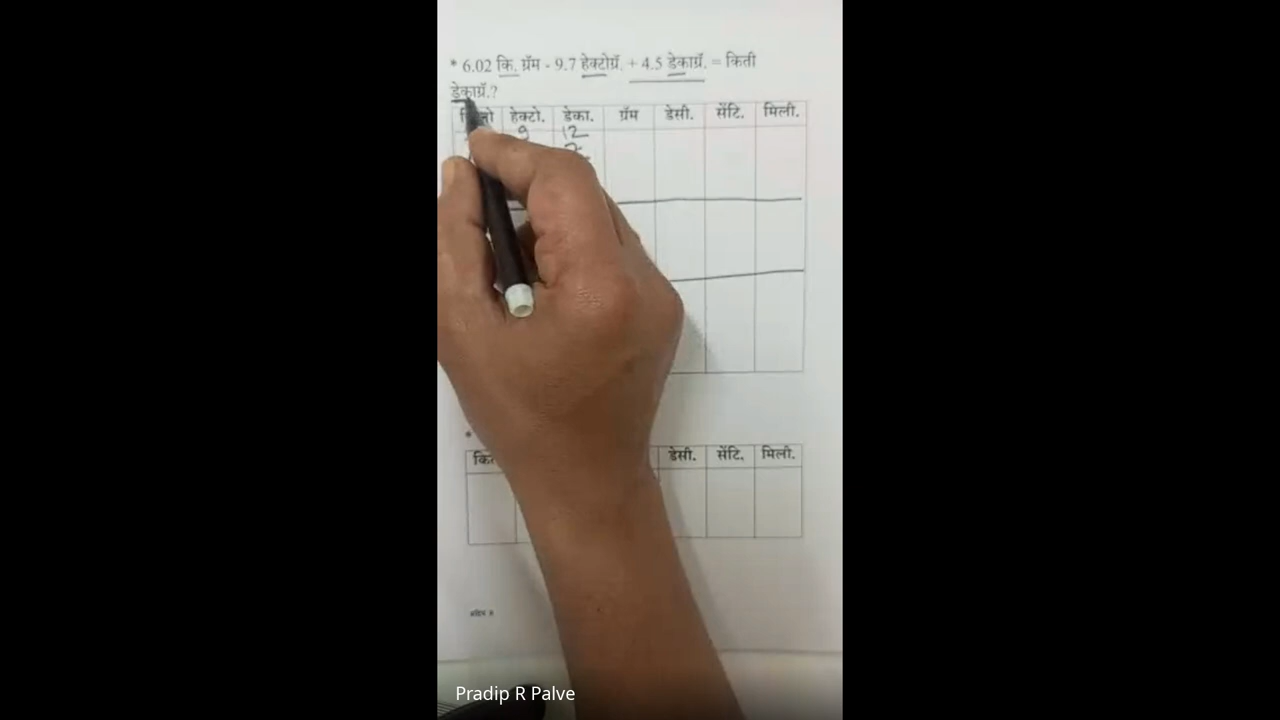 * 6.02 कि. ग्रॅम - 9.7 हेक्टोग्रॅ. + 4.5 डेकाग्रॅ. = किती
डेकाग्रॅ.?
हेक्टो. डेका. ग्रॅम डेसी. सेंटि. मिली.
9 12
*
डेसी. सेंटि. मिली.
Pradip R Palve